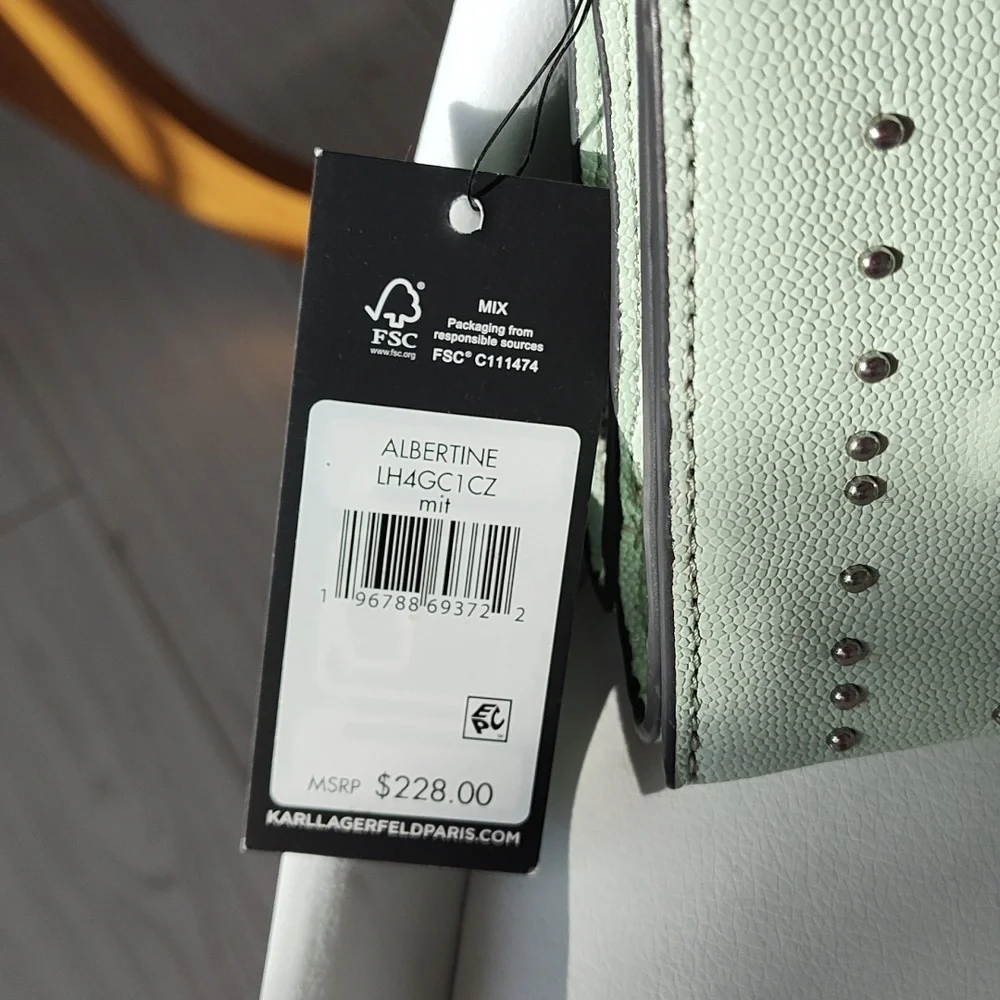 FSC®
www.fsc.org
MIX
Packaging from
responsible sources
FSC® C111474
ALBERTINE
LH4GC1CZ
mit
1 96788 69372 2
EPC™
MSRP $228.00
KARLLAGERFELDPARIS.COM